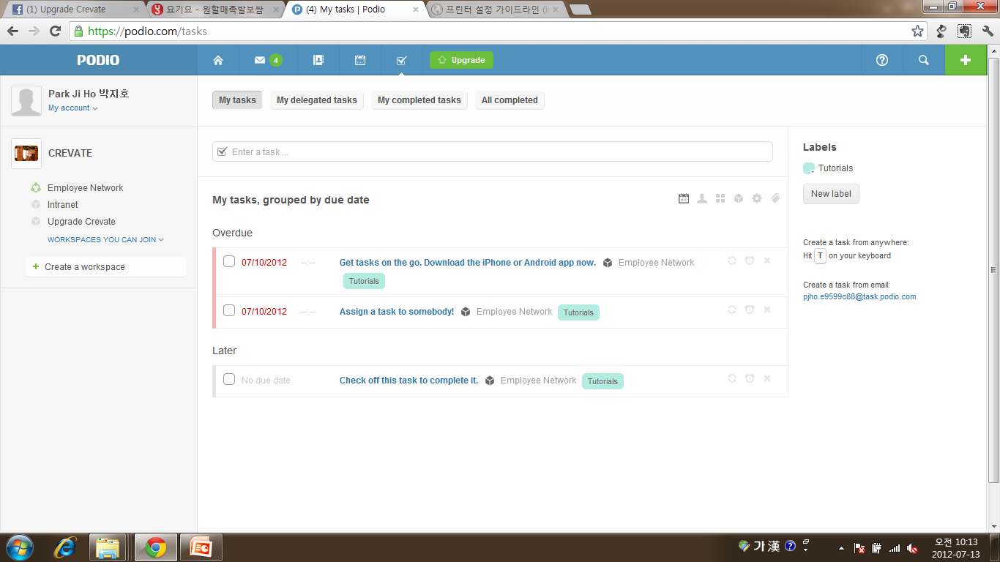 (1) Upgrade Crevate
요기요 - 원할매족발보쌈
(4) My tasks | Podio
프린터 설정 가이드라인 (i
https://podio.com/tasks
PODIO
4
Upgrade
Park Ji Ho 박지호
My account
CREVATE
Employee Network
Intranet
Upgrade Crevate
WORKSPACES YOU CAN JOIN
+ Create a workspace
My tasks
My delegated tasks
My completed tasks
All completed
Enter a task ...
My tasks, grouped by due date
Overdue
07/10/2012 --:-- Get tasks on the go. Download the iPhone or Android app now. Employee Network
Tutorials
07/10/2012 --:-- Assign a task to somebody! Employee Network Tutorials
Later
No due date Check off this task to complete it. Employee Network Tutorials
Labels
Tutorials
New label
Create a task from anywhere:
Hit T on your keyboard
Create a task from email:
pjho.e9599c88@task.podio.com
가 漢
오전 10:13
2012-07-13